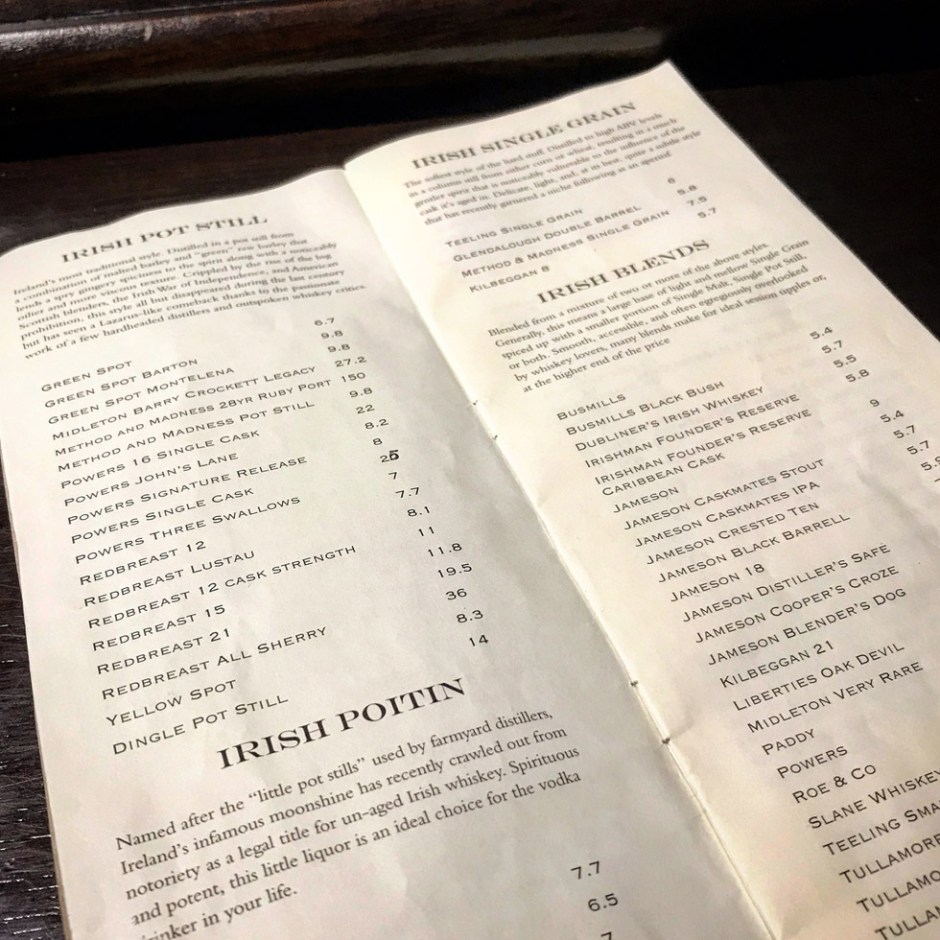 IRISH POT STILL
Ireland's most traditional style. Distilled in a pot still from
a combination of malted barley and "green" raw barley that
lends a spry gingery spiciness to the spirit along with a noticeably
other and more viscous texture. Crippled by the rise of the big
Scottish blenders, the Irish War of Independence, and American
prohibition, this style all but disappeared during the last century
but has seen a Lazarus-like comeback thanks to the passionate
work of a few hardheaded distillers and outspoken whiskey critics.
GREEN SPOT 6.7
GREEN SPOT BARTON 9.8
GREEN SPOT MONTELENA 9.8
MIDLETON BARRY CROCKETT LEGACY 27.2
METHOD AND MADNESS 28YR RUBY PORT 150
METHOD AND MADNESS POT STILL 9.8
POWERS 16 SINGLE CASK 22
POWERS JOHN'S LANE 8.2
POWERS SIGNATURE RELEASE 8
POWERS SINGLE CASK 25
POWERS THREE SWALLOWS 7
REDBREAST 12 7.7
REDBREAST LUSTAU 8.1
REDBREAST 12 CASK STRENGTH 11
REDBREAST 15 11.8
REDBREAST 21 19.5
REDBREAST ALL SHERRY 36
YELLOW SPOT 8.3
DINGLE POT STILL 14
IRISH POITIN
Named after the "little pot stills" used by farmyard distillers,
Ireland's infamous moonshine has recently crawled out from
notoriety as a legal title for un-aged Irish whiskey. Spirituous
and potent, this little liquor is an ideal choice for the vodka
drinker in your life.
7.7
6.5
7
IRISH SINGLE GRAIN
The softest style of the hard stuff. Distilled to high ABV levels
as a column still from either corn or wheat, resulting in a much
gentler spirit that is noticeably vulnerable to the influence of the
cask it's aged in. Delicate, light, and, at its best, quite a subtle style
that has recently garnered a niche following as an special
TEELING SINGLE GRAIN 6
GLENDALOUGH DOUBLE BARREL 5.8
METHOD & MADNESS SINGLE GRAIN 7.5
KILBEGGAN 8 5.7
IRISH BLENDS
Blended from a mixture of two or more of the above styles.
Generally, this means a large base of light and mellow Single Grain
spiced up with a smaller portion of Single Malt, Single Pot Still,
or both. Smooth, accessible, and often egregiously overlooked
by whiskey lovers, many blends make for ideal session tipples or,
at the higher end of the price
BUSMILLS 5.4
BUSMILLS BLACK BUSH 5.7
DUBLINER'S IRISH WHISKEY 5.5
IRISHMAN FOUNDER'S RESERVE 5.8
IRISHMAN FOUNDER'S RESERVE
CARIBBEAN CASK 9
JAMESON 5.4
JAMESON CASKMATES STOUT 5.7
JAMESON CASKMATES IPA 5.7
JAMESON CRESTED TEN 5.9
JAMESON BLACK BARRELL
JAMESON 18
JAMESON DISTILLER'S SAFE
JAMESON COOPER'S CROZE
JAMESON BLENDER'S DOG
KILBEGGAN 21
LIBERTIES OAK DEVIL
MIDLETON VERY RARE
PADDY
POWERS
ROE & CO
SLANE WHISKEY
TEELING SMA
TULLAMORE
TULLAMO
TULLAM